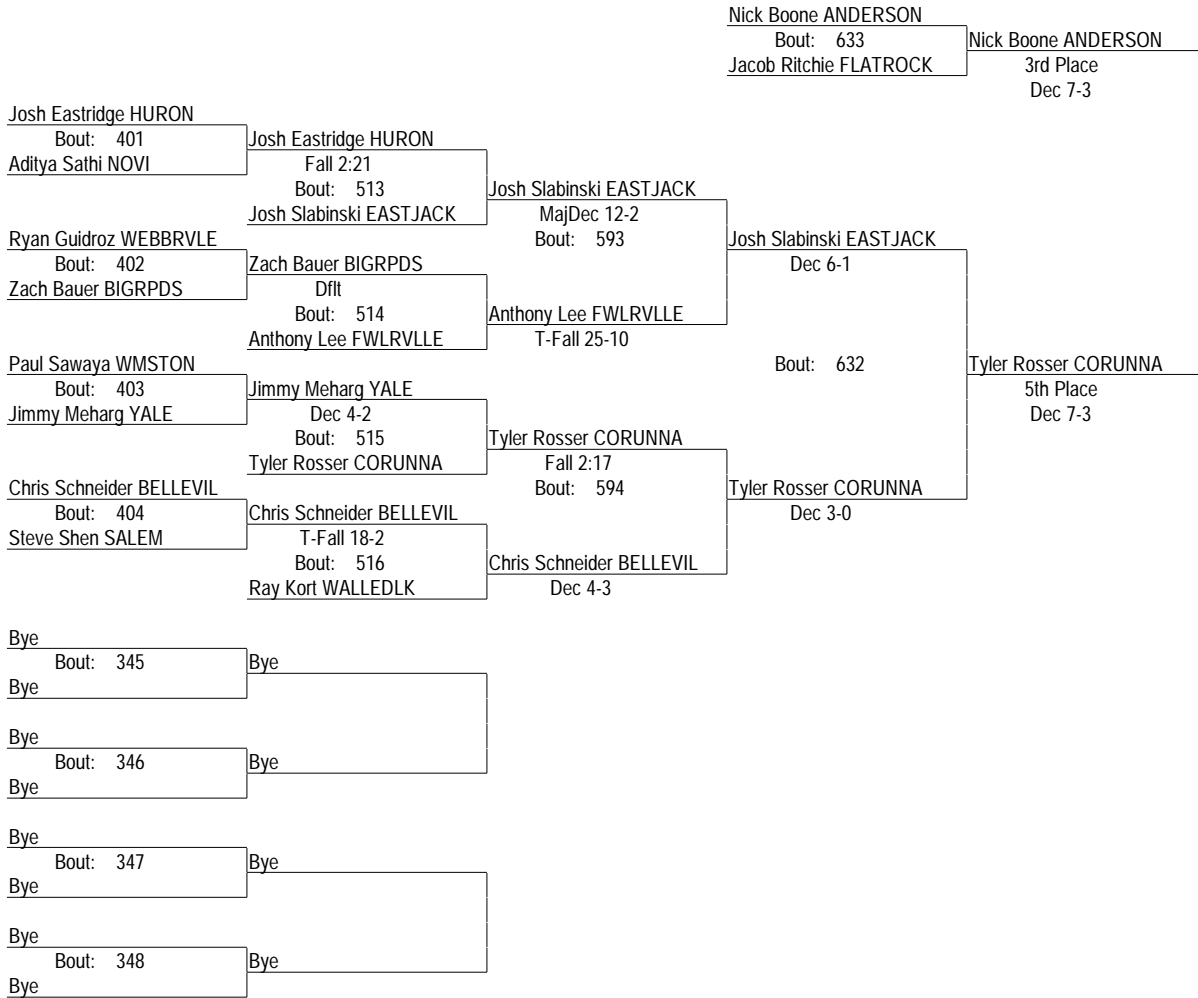 Nick Boone ANDERSON
Bout: 633
Nick Boone ANDERSON
Jacob Ritchie FLATROCK
3rd Place
Dec 7-3
Josh Eastridge HURON
Bout: 401
Josh Eastridge HURON
Aditya Sathi NOVI
Fall 2:21
Bout: 513
Josh Slabinski EASTJACK
Josh Slabinski EASTJACK
MajDec 12-2
Ryan Guidroz WEBBRVLE
Bout: 593
Josh Slabinski EASTJACK
Bout: 402
Zach Bauer BIGRPDS
Dec 6-1
Zach Bauer BIGRPDS
Dflt
Bout: 514
Anthony Lee FWLRVLLE
Anthony Lee FWLRVLLE
T-Fall 25-10
Paul Sawaya WMSTON
Bout: 632
Tyler Rosser CORUNNA
Bout: 403
Jimmy Meharg YALE
5th Place
Jimmy Meharg YALE
Dec 4-2
Dec 7-3
Bout: 515
Tyler Rosser CORUNNA
Tyler Rosser CORUNNA
Fall 2:17
Chris Schneider BELLEVIL
Bout: 594
Tyler Rosser CORUNNA
Bout: 404
Chris Schneider BELLEVIL
Dec 3-0
Steve Shen SALEM
T-Fall 18-2
Bout: 516
Chris Schneider BELLEVIL
Ray Kort WALLEDLK
Dec 4-3
Bye
Bout: 345
Bye
Bye
Bye
Bout: 346
Bye
Bye
Bye
Bout: 347
Bye
Bye
Bye
Bout: 348
Bye
Bye